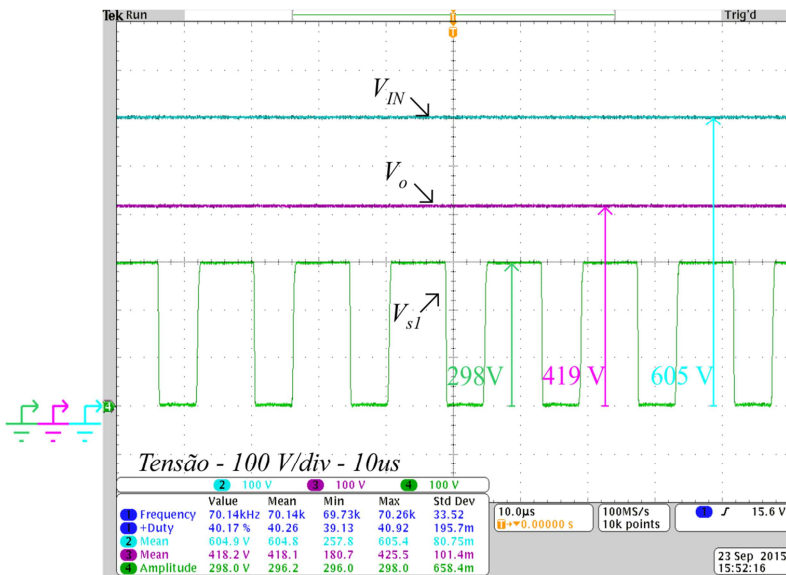 Tek Run Trig'd
T
T
V_IN
V_o
V_s1
298V 419 V 605 V
4
Tensão - 100 V/div - 10us
2 100 V 3 100 V 4 100 V
Value Mean Min Max Std Dev
1 Frequency 70.14kHz 70.14k 69.73k 70.26k 33.52
1 +Duty 40.17 % 40.26 39.13 40.92 195.7m
2 Mean 604.9 V 604.8 257.8 605.4 80.75m
3 Mean 418.2 V 418.1 180.7 425.5 101.4m
4 Amplitude 298.0 V 296.2 296.0 298.0 658.4m
10.0µs
T→▼0.00000 s
100MS/s
10k points
1 ƒ 15.6 V
23 Sep 2015
15:52:16